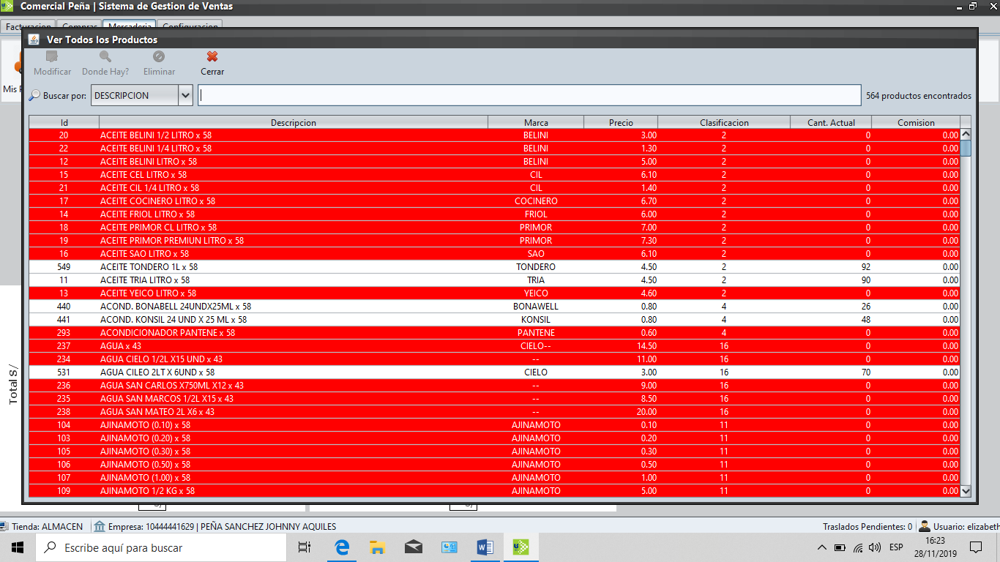 Comercial Peña | Sistema de Gestion de Ventas
Facturacion Compras Mercaderia Configuracion
Ver Todos los Productos
Modificar Donde Hay? Eliminar Cerrar
Mis
Buscar por: DESCRIPCION 564 productos encontrados
Id Descripcion Marca Precio Clasificacion Cant. Actual Comision
20 ACEITE BELINI 1/2 LITRO x 58 BELINI 3.00 2 0 0.00
22 ACEITE BELINI 1/4 LITRO x 58 BELINI 1.30 2 0 0.00
12 ACEITE BELINI LITRO x 58 BELINI 5.00 2 0 0.00
15 ACEITE CEL LITRO x 58 CIL 6.10 2 0 0.00
21 ACEITE CIL 1/4 LITRO x 58 CIL 1.40 2 0 0.00
17 ACEITE COCINERO LITRO x 58 COCINERO 6.70 2 0 0.00
14 ACEITE FRIOL LITRO x 58 FRIOL 6.00 2 0 0.00
18 ACEITE PRIMOR CL LITRO x 58 PRIMOR 7.00 2 0 0.00
19 ACEITE PRIMOR PREMIUN LITRO x 58 PRIMOR 7.30 2 0 0.00
16 ACEITE SAO LITRO x 58 SAO 6.10 2 0 0.00
549 ACEITE TONDERO 1L x 58 TONDERO 4.50 2 92 0.00
11 ACEITE TRIA LITRO x 58 TRIA 4.50 2 90 0.00
13 ACEITE YEICO LITRO x 58 YEICO 4.60 2 0 0.00
440 ACOND. BONABELL 24UNDX25ML x 58 BONAWELL 0.80 4 26 0.00
441 ACOND. KONSIL 24 UND X 25 ML x 58 KONSIL 0.80 4 48 0.00
293 ACONDICIONADOR PANTENE x 58 PANTENE 0.60 4 0 0.00
237 AGUA x 43 CIELO-- 14.50 16 0 0.00
234 AGUA CIELO 1/2L X15 UND x 43 -- 11.00 16 0 0.00
531 AGUA CILEO 2LT X 6UND x 58 CIELO 3.00 16 70 0.00
236 AGUA SAN CARLOS X750ML X12 x 43 -- 9.00 16 0 0.00
235 AGUA SAN MARCOS 1/2L X15 x 43 -- 8.50 16 0 0.00
238 AGUA SAN MATEO 2L X6 x 43 -- 20.00 16 0 0.00
104 AJINAMOTO (0.10) x 58 AJINAMOTO 0.10 11 0 0.00
103 AJINAMOTO (0.20) x 58 AJINAMOTO 0.20 11 0 0.00
105 AJINAMOTO (0.30) x 58 AJINAMOTO 0.30 11 0 0.00
106 AJINAMOTO (0.50) x 58 AJINAMOTO 0.50 11 0 0.00
107 AJINAMOTO (1.00) x 58 AJINAMOTO 1.00 11 0 0.00
109 AJINAMOTO 1/2 KG x 58 AJINAMOTO 5.00 11 0 0.00
Total S/
Tienda: ALMACEN Empresa: 10444441629 | PEÑA SANCHEZ JOHNNY AQUILES Traslados Pendientes: 0 Usuario: elizabeth
Escribe aquí para buscar ESP 16:23
28/11/2019